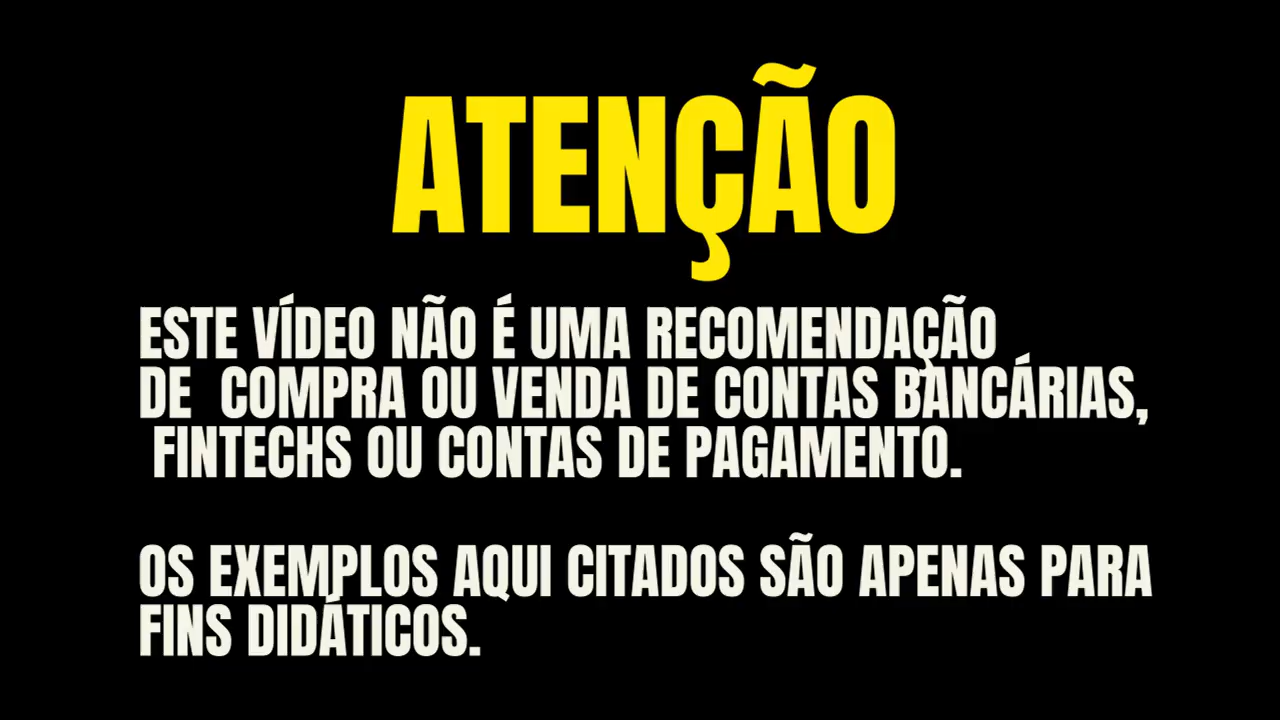 ATENÇÃO
ESTE VÍDEO NÃO É UMA RECOMENDAÇÃO
DE COMPRA OU VENDA DE CONTAS BANCÁRIAS,
FINTECHS OU CONTAS DE PAGAMENTO.
OS EXEMPLOS AQUI CITADOS SÃO APENAS PARA
FINS DIDÁTICOS.